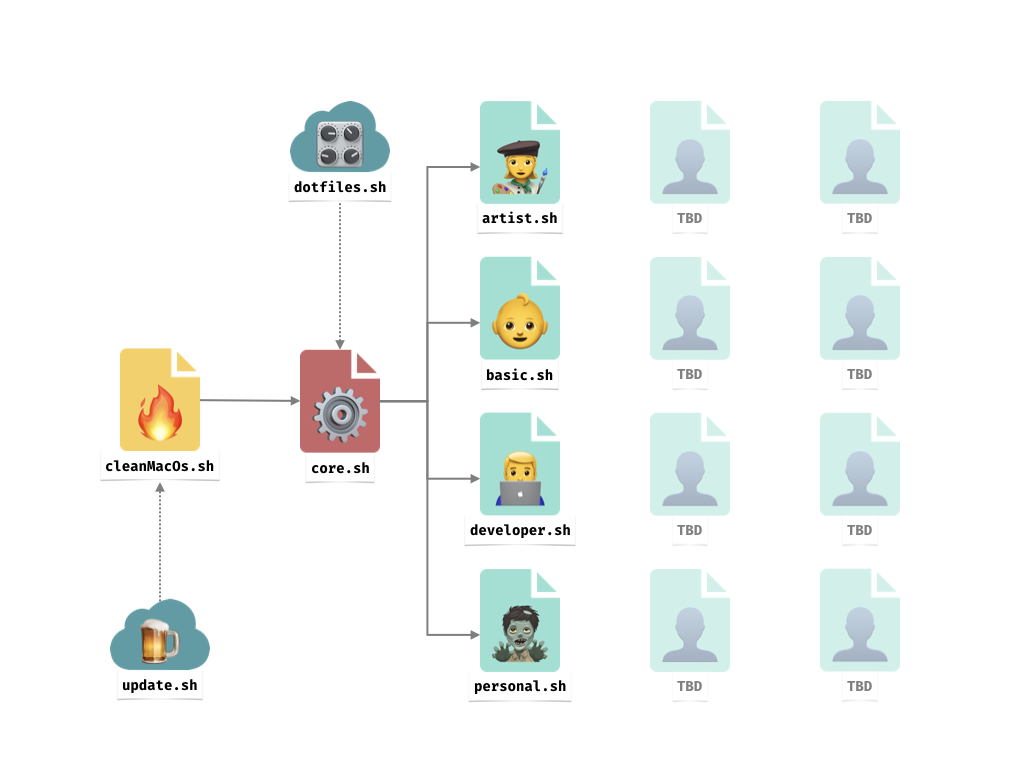 dotfiles.sh
artist.sh
TBD
TBD
basic.sh
TBD
TBD
cleanMacOs.sh
core.sh
developer.sh
TBD
TBD
update.sh
personal.sh
TBD
TBD